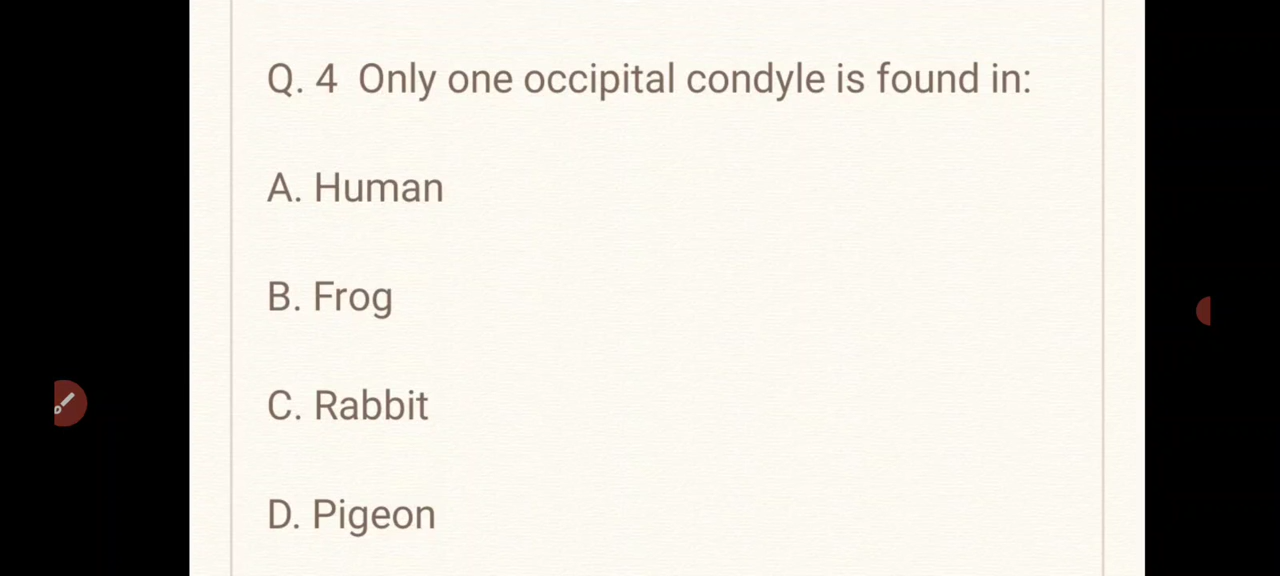 Q. 4 Only one occipital condyle is found in:
A. Human
B. Frog
C. Rabbit
D. Pigeon